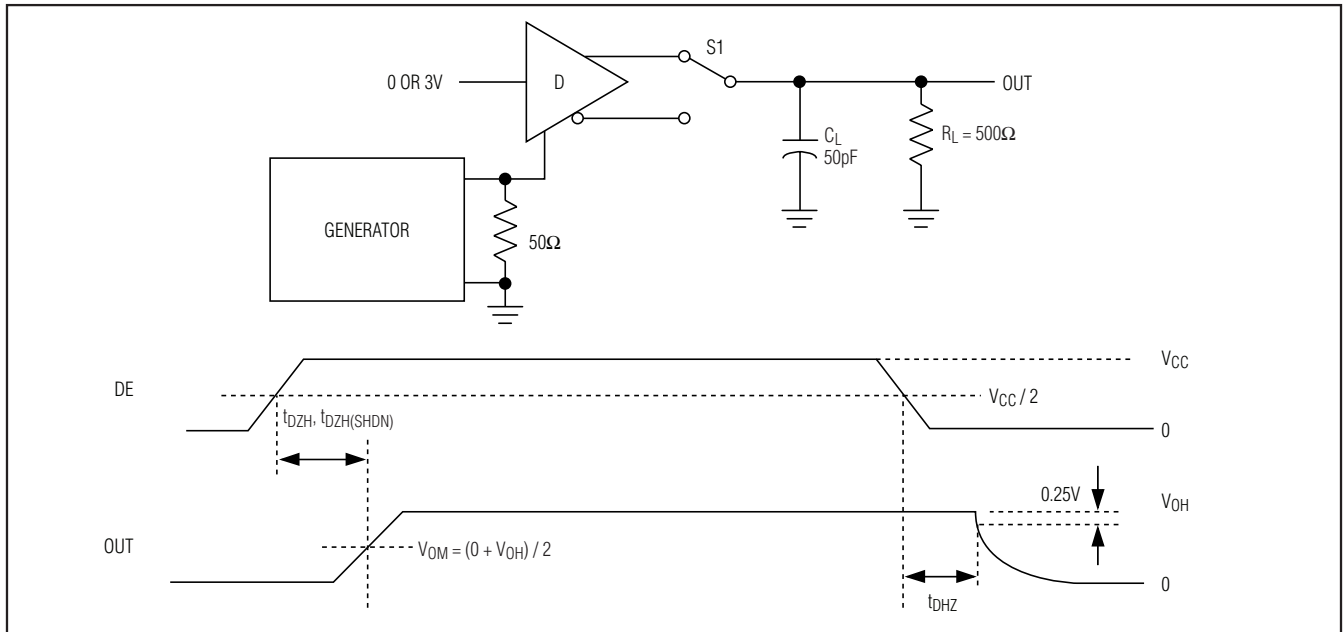 S1
0 OR 3V
D
OUT
C_L
50pF
R_L = 500Ω
GENERATOR
50Ω
DE
V_CC
V_CC / 2
0
t_DZH, t_DZH(SHDN)
0.25V
V_OH
OUT
V_OM = (0 + V_OH) / 2
0
t_DHZ